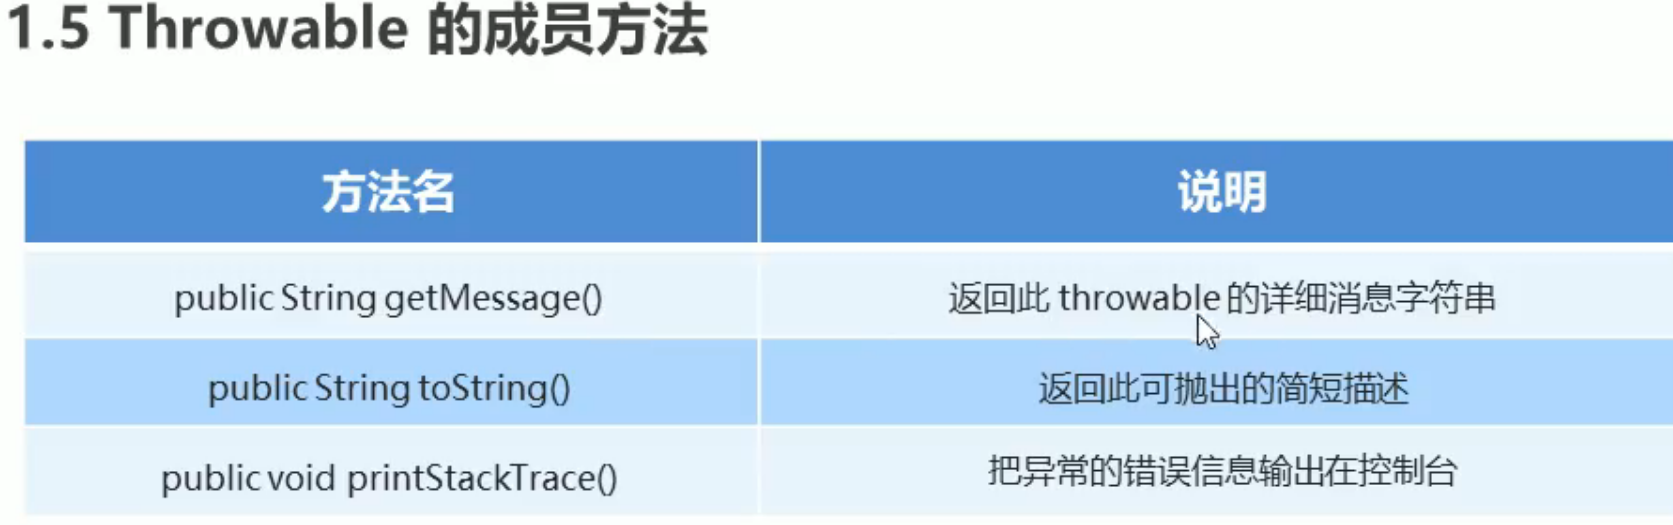 1.5 Throwable 的成员方法
方法名 说明
public String getMessage() 返回此 throwable 的详细消息字符串
public String toString() 返回此可抛出的简短描述
public void printStackTrace() 把异常的错误信息输出在控制台